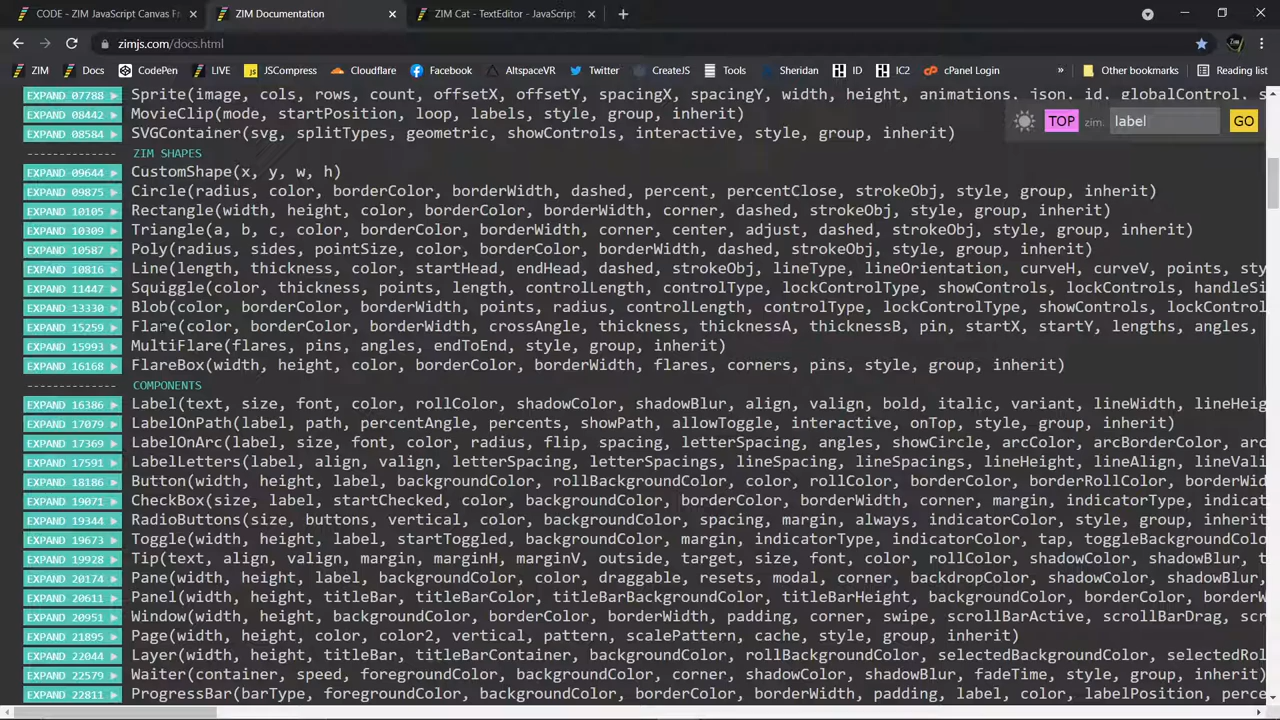 CODE - ZIM JavaScript Canvas Fr
ZIM Documentation
ZIM Cat - TextEditor - JavaScript
zimjs.com/docs.html
ZIM
Docs
CodePen
LIVE
JSCompress
Cloudflare
Facebook
AltspaceVR
Twitter
CreateJS
Tools
Sheridan
ID
IC2
cPanel Login
»
Other bookmarks
Reading list
EXPAND 07788 Sprite(image, cols, rows, count, offsetX, offsetY, spacingX, spacingY, width, height, animations, json, id, globalControl, s
EXPAND 08442 MovieClip(mode, startPosition, loop, labels, style, group, inherit)
TOP zim. label GO
EXPAND 08584 SVGContainer(svg, splitTypes, geometric, showControls, interactive, style, group, inherit)
-------------- ZIM SHAPES
EXPAND 09644 CustomShape(x, y, w, h)
EXPAND 09875 Circle(radius, color, borderColor, borderWidth, dashed, percent, percentClose, strokeObj, style, group, inherit)
EXPAND 10105 Rectangle(width, height, color, borderColor, borderWidth, corner, dashed, strokeObj, style, group, inherit)
EXPAND 10309 Triangle(a, b, c, color, borderColor, borderWidth, corner, center, adjust, dashed, strokeObj, style, group, inherit)
EXPAND 10587 Poly(radius, sides, pointSize, color, borderColor, borderWidth, dashed, strokeObj, style, group, inherit)
EXPAND 10816 Line(length, thickness, color, startHead, endHead, dashed, strokeObj, lineType, lineOrientation, curveH, curveV, points, sty
EXPAND 11447 Squiggle(color, thickness, points, length, controlLength, controlType, lockControlType, showControls, lockControls, handleSi
EXPAND 13330 Blob(color, borderColor, borderWidth, points, radius, controlLength, controlType, lockControlType, showControls, lockContro
EXPAND 15259 Flare(color, borderColor, borderWidth, crossAngle, thickness, thicknessA, thicknessB, pin, startX, startY, lengths, angles,
EXPAND 15993 MultiFlare(flares, pins, angles, endToEnd, style, group, inherit)
EXPAND 16168 FlareBox(width, height, color, borderColor, borderWidth, flares, corners, pins, style, group, inherit)
-------------- COMPONENTS
EXPAND 16386 Label(text, size, font, color, rollColor, shadowColor, shadowBlur, align, valign, bold, italic, variant, lineWidth, lineHeig
EXPAND 17079 LabelOnPath(label, path, percentAngle, percents, showPath, allowToggle, interactive, onTop, style, group, inherit)
EXPAND 17369 LabelOnArc(label, size, font, color, radius, flip, spacing, letterSpacing, angles, showCircle, arcColor, arcBorderColor, arc
EXPAND 17591 LabelLetters(label, align, valign, letterSpacing, letterSpacings, lineSpacing, lineSpacings, lineHeight, lineAlign, lineVali
EXPAND 18186 Button(width, height, label, backgroundColor, rollBackgroundColor, color, rollColor, borderColor, borderRollColor, borderWid
EXPAND 19071 CheckBox(size, label, startChecked, color, backgroundColor, borderColor, borderWidth, corner, margin, indicatorType, indicat
EXPAND 19344 RadioButtons(size, buttons, vertical, color, backgroundColor, spacing, margin, always, indicatorColor, style, group, inherit
EXPAND 19673 Toggle(width, height, label, startToggled, backgroundColor, margin, indicatorType, indicatorColor, tap, toggleBackgroundColo
EXPAND 19928 Tip(text, align, valign, margin, marginH, marginV, outside, target, size, font, color, rollColor, shadowColor, shadowBlur, t
EXPAND 20174 Pane(width, height, label, backgroundColor, color, draggable, resets, modal, corner, backdropColor, shadowColor, shadowBlur,
EXPAND 20611 Panel(width, height, titleBar, titleBarColor, titleBarBackgroundColor, titleBarHeight, backgroundColor, borderColor, borderW
EXPAND 20951 Window(width, height, backgroundColor, borderColor, borderWidth, padding, corner, swipe, scrollBarActive, scrollBarDrag, scr
EXPAND 21895 Page(width, height, color, color2, vertical, pattern, scalePattern, cache, style, group, inherit)
EXPAND 22044 Layer(width, height, titleBar, titleBarContainer, backgroundColor, rollBackgroundColor, selectedBackgroundColor, selectedRol
EXPAND 22579 Waiter(container, speed, foregroundColor, backgroundColor, corner, shadowColor, shadowBlur, fadeTime, style, group, inherit)
EXPAND 22811 ProgressBar(barType, foregroundColor, backgroundColor, borderColor, borderWidth, padding, label, color, labelPosition, perce